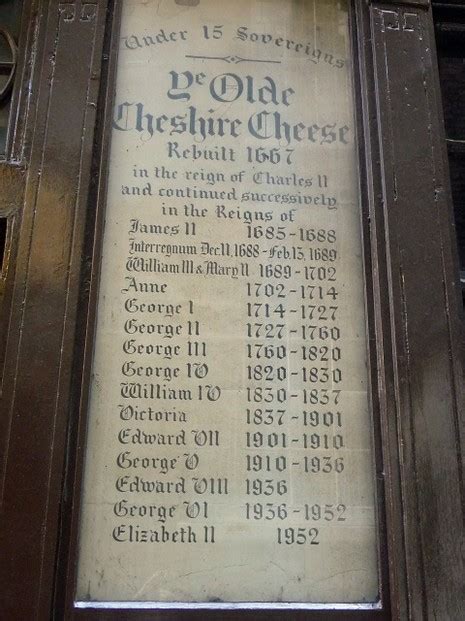 Under 15 Sovereigns
Ye Olde
Cheshire Cheese
Rebuilt 1667
in the reign of Charles II
and continued successively
in the Reigns of
James II 1685-1688
Interregnum Dec.11, 1688 - Feb.13, 1689
William III & Mary II 1689-1702
Anne 1702-1714
George I 1714-1727
George II 1727-1760
George III 1760-1820
George IV 1820-1830
William IV 1830-1837
Victoria 1837-1901
Edward VII 1901-1910
George V 1910-1936
Edward VIII 1936
George VI 1936-1952
Elizabeth II 1952